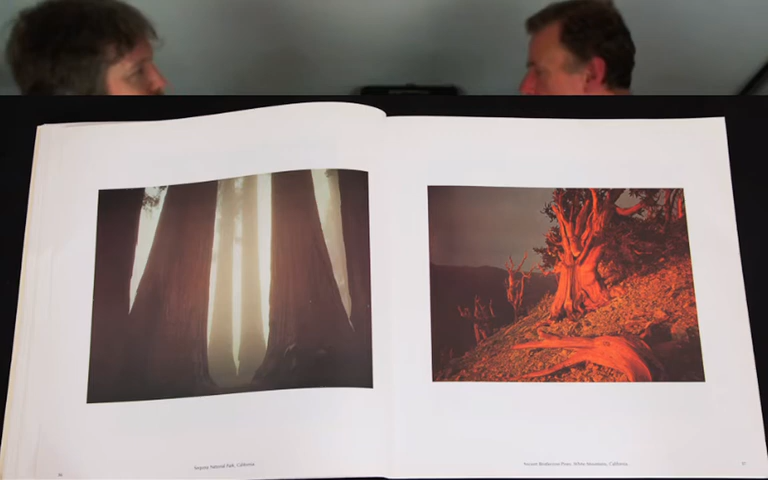 Sequoia National Park, California
Ancient Bristlecone Pines, White Mountains, California